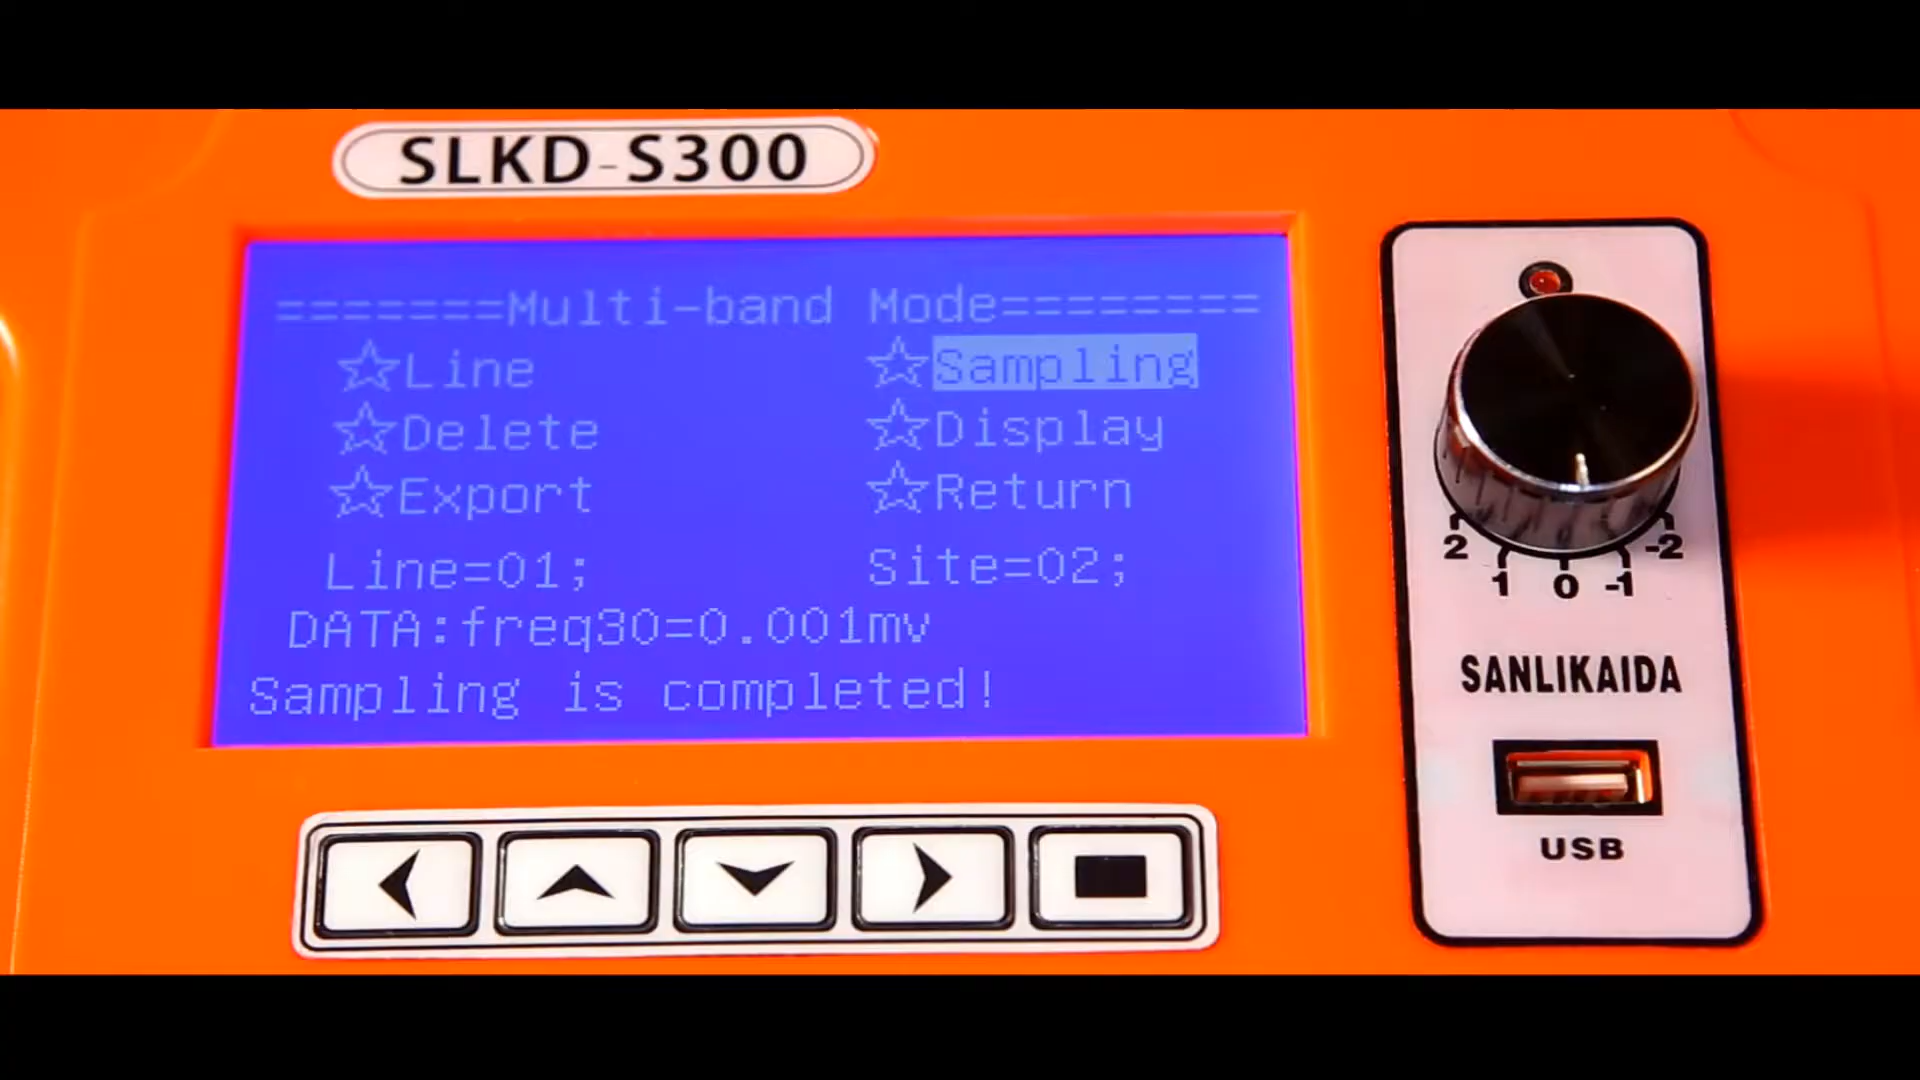 SLKD-S300
=======Multi-band Mode========
☆Line ☆Sampling
☆Delete ☆Display
☆Export ☆Return
Line=01; Site=02;
DATA:freq30=0.001mv
Sampling is completed!
2 1 0 -1 -2
SANLIKAIDA
USB